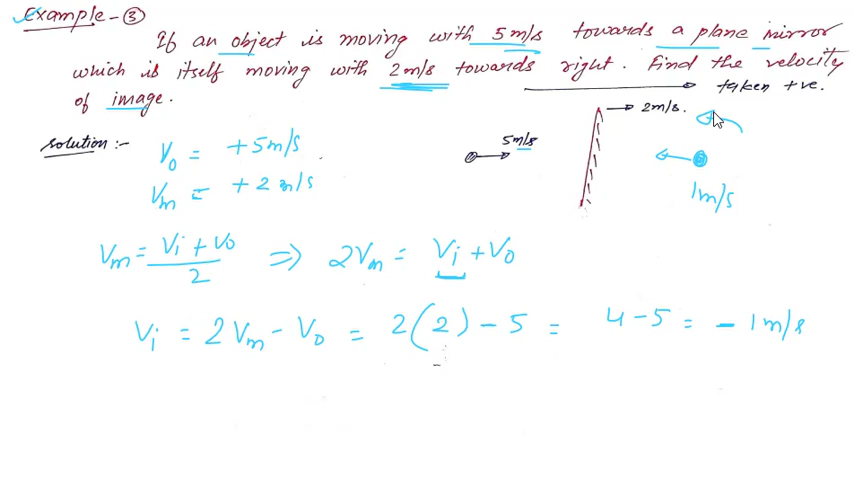 Example-③
If an object is moving with 5 m/s towards a plane mirror
which is itself moving with 2 m/s towards right. Find the velocity
of image.
taken +ve.
2m/s.
Solution :-
V₀ = +5m/s
5m/s
Vm = +2 m/s
1m/s
Vm = Vi + V₀ / 2 ⇒ 2Vm = Vi + V₀
Vi = 2Vm - V₀ = 2(2) - 5 = 4 - 5 = - 1m/s